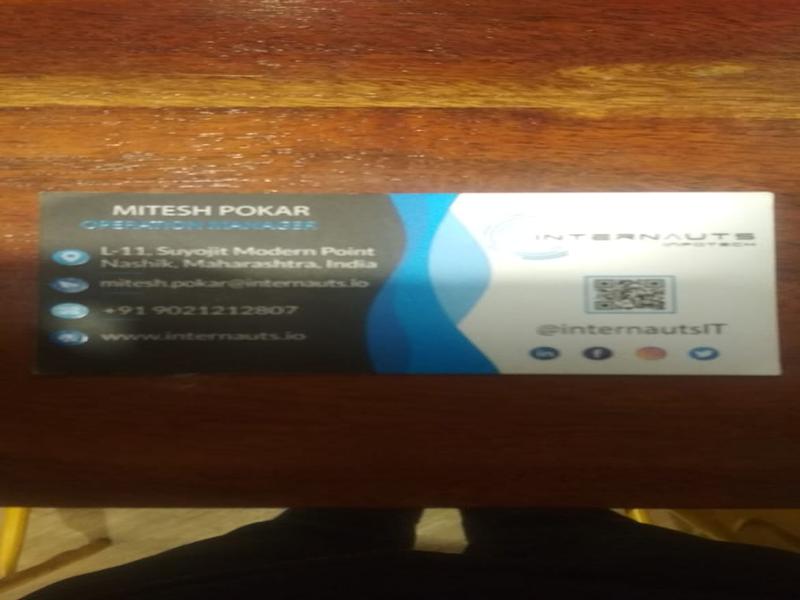 MITESH POKAR
OPERATION MANAGER
L-11, Suyojit Modern Point
Nashik, Maharashtra, India
mitesh.pokar@internauts.io
+91 9021212807
www.internauts.io
INTERNAUTS
INFOTECH
@internautsIT